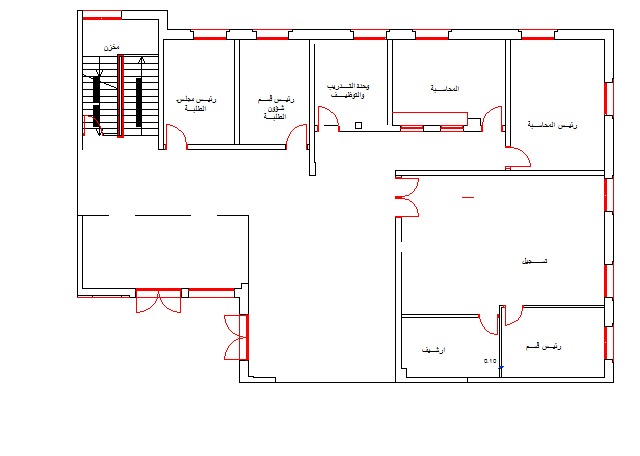 مخزن
رئيس مجلس
الطلبة
رئيس قسم
شؤون
الطلبة
وحدة التدريب
والتوظيف
المحاسبة
رئيس المحاسبة
تسجيل
ارشيف
رئيس قسم
0.10